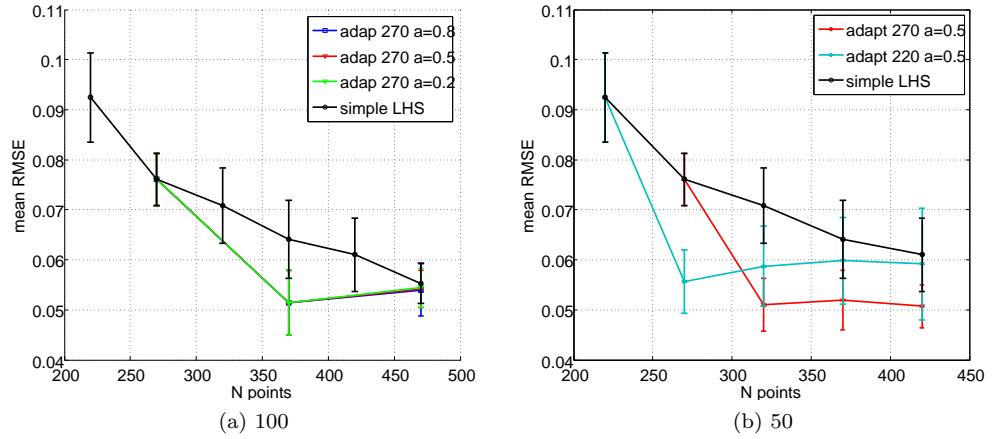 0.11
0.1
0.09
0.08
0.07
0.06
0.05
0.04
mean RMSE
200
250
300
350
400
450
500
N points
adap 270 a=0.8
adap 270 a=0.5
adap 270 a=0.2
simple LHS
(a) 100
0.11
0.1
0.09
0.08
0.07
0.06
0.05
0.04
mean RMSE
200
250
300
350
400
450
N points
adapt 270 a=0.5
adapt 220 a=0.5
simple LHS
(b) 50